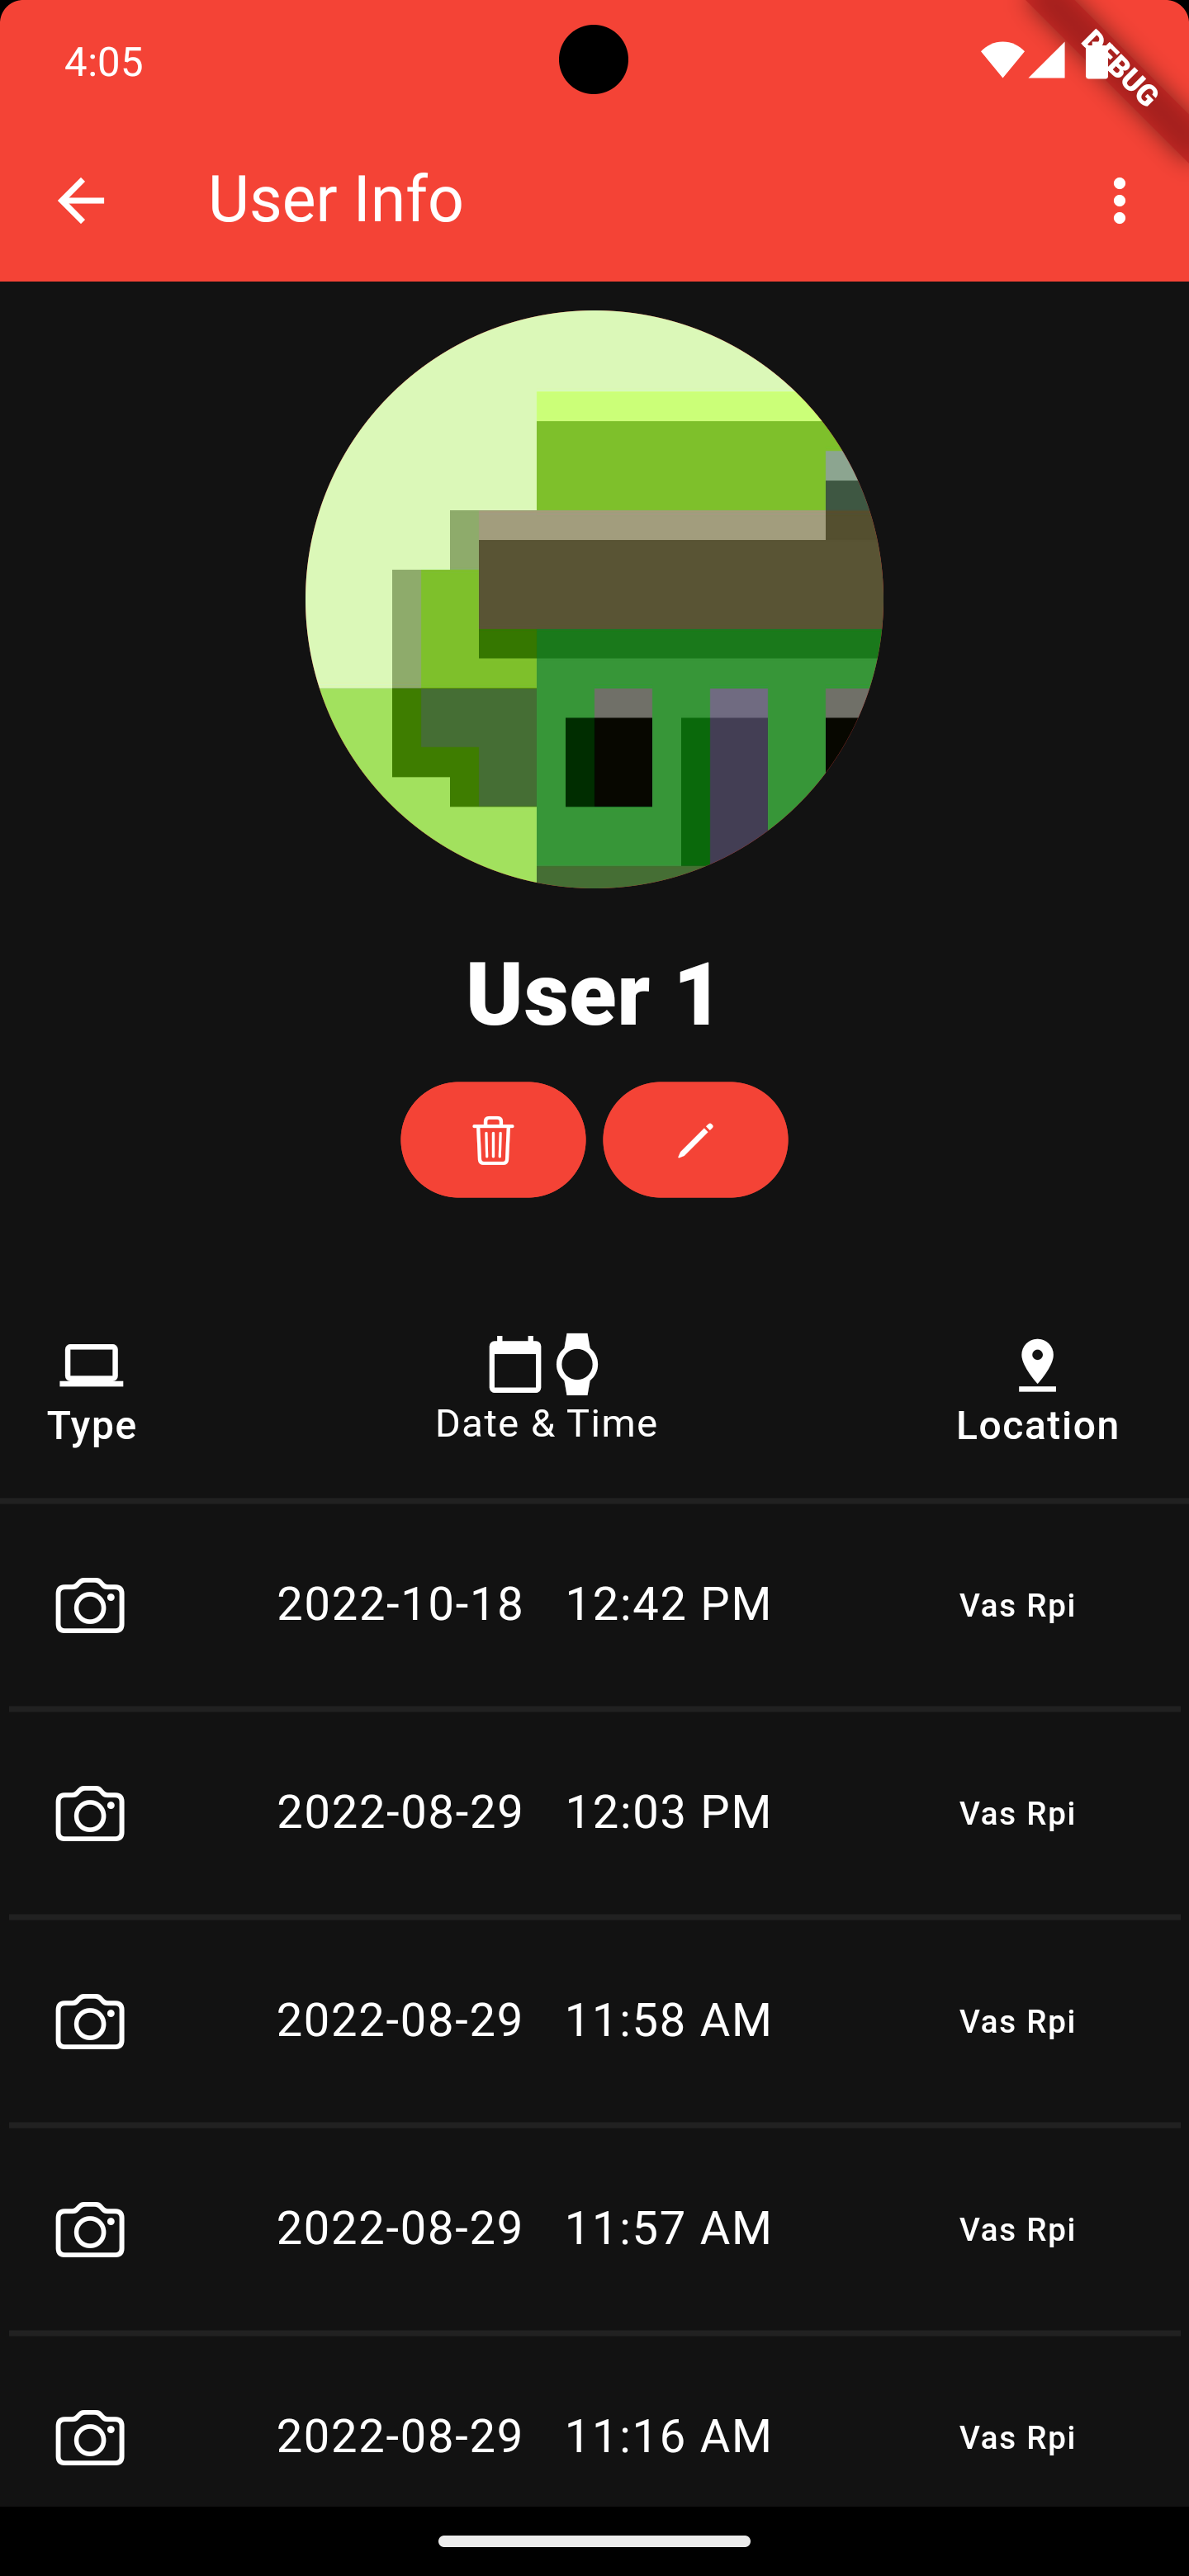 4:05
DEBUG
User Info
User 1
Type Date & Time Location
2022-10-18 12:42 PM Vas Rpi
2022-08-29 12:03 PM Vas Rpi
2022-08-29 11:58 AM Vas Rpi
2022-08-29 11:57 AM Vas Rpi
2022-08-29 11:16 AM Vas Rpi